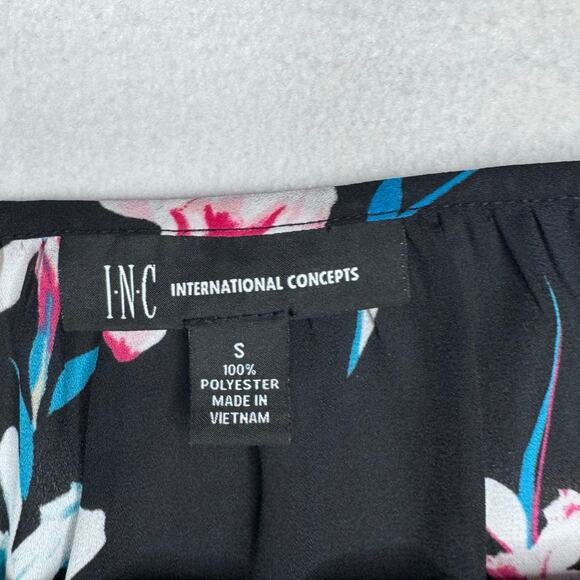 I·N·C INTERNATIONAL CONCEPTS
S
100%
POLYESTER
MADE IN
VIETNAM